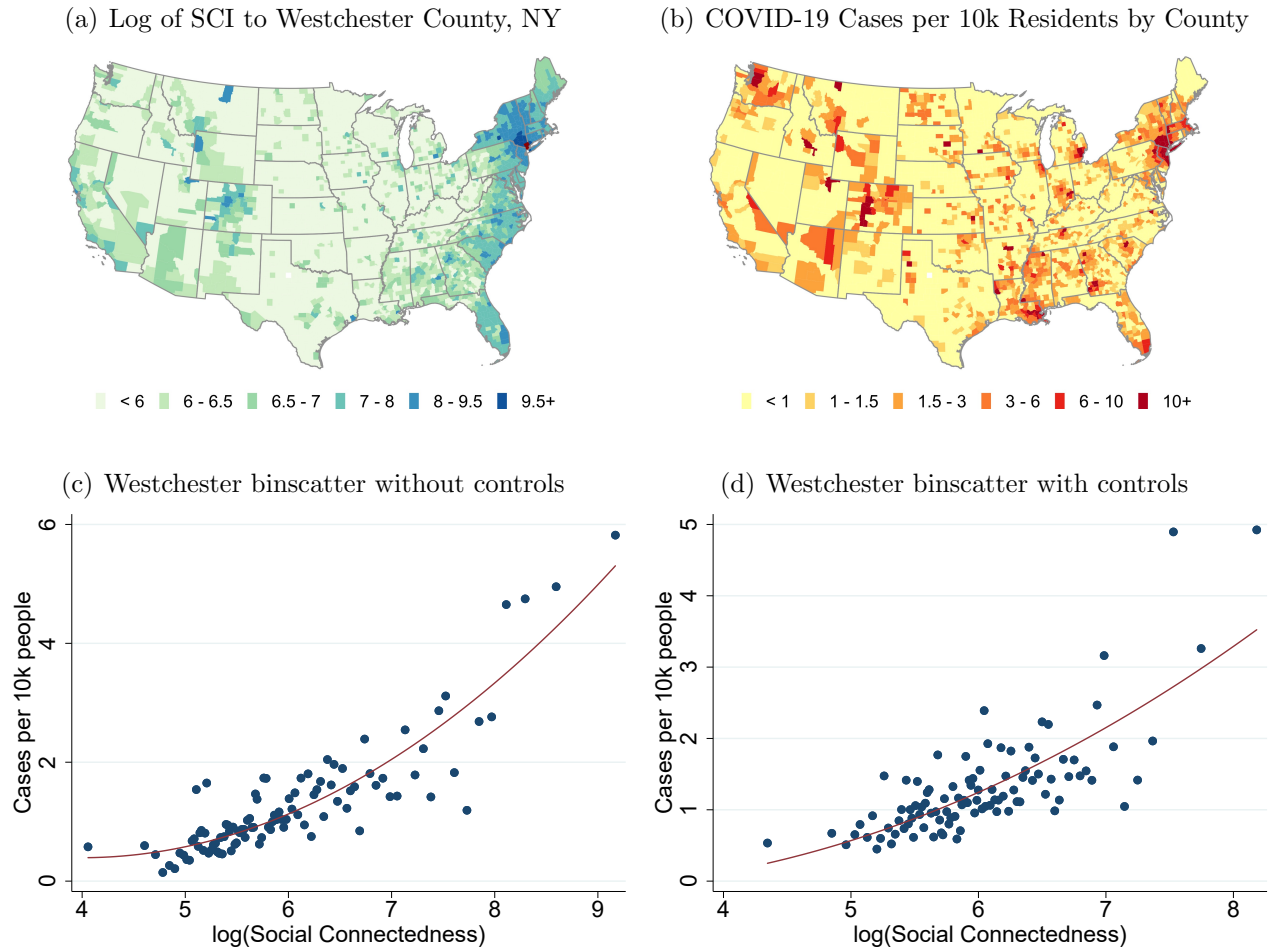 (a) Log of SCI to Westchester County, NY
< 6 6 - 6.5 6.5 - 7 7 - 8 8 - 9.5 9.5+
(b) COVID-19 Cases per 10k Residents by County
< 1 1 - 1.5 1.5 - 3 3 - 6 6 - 10 10+
(c) Westchester binscatter without controls
Cases per 10k people
6
4
2
0
4 5 6 7 8 9
log(Social Connectedness)
(d) Westchester binscatter with controls
Cases per 10k people
5
4
3
2
1
0
4 5 6 7 8
log(Social Connectedness)